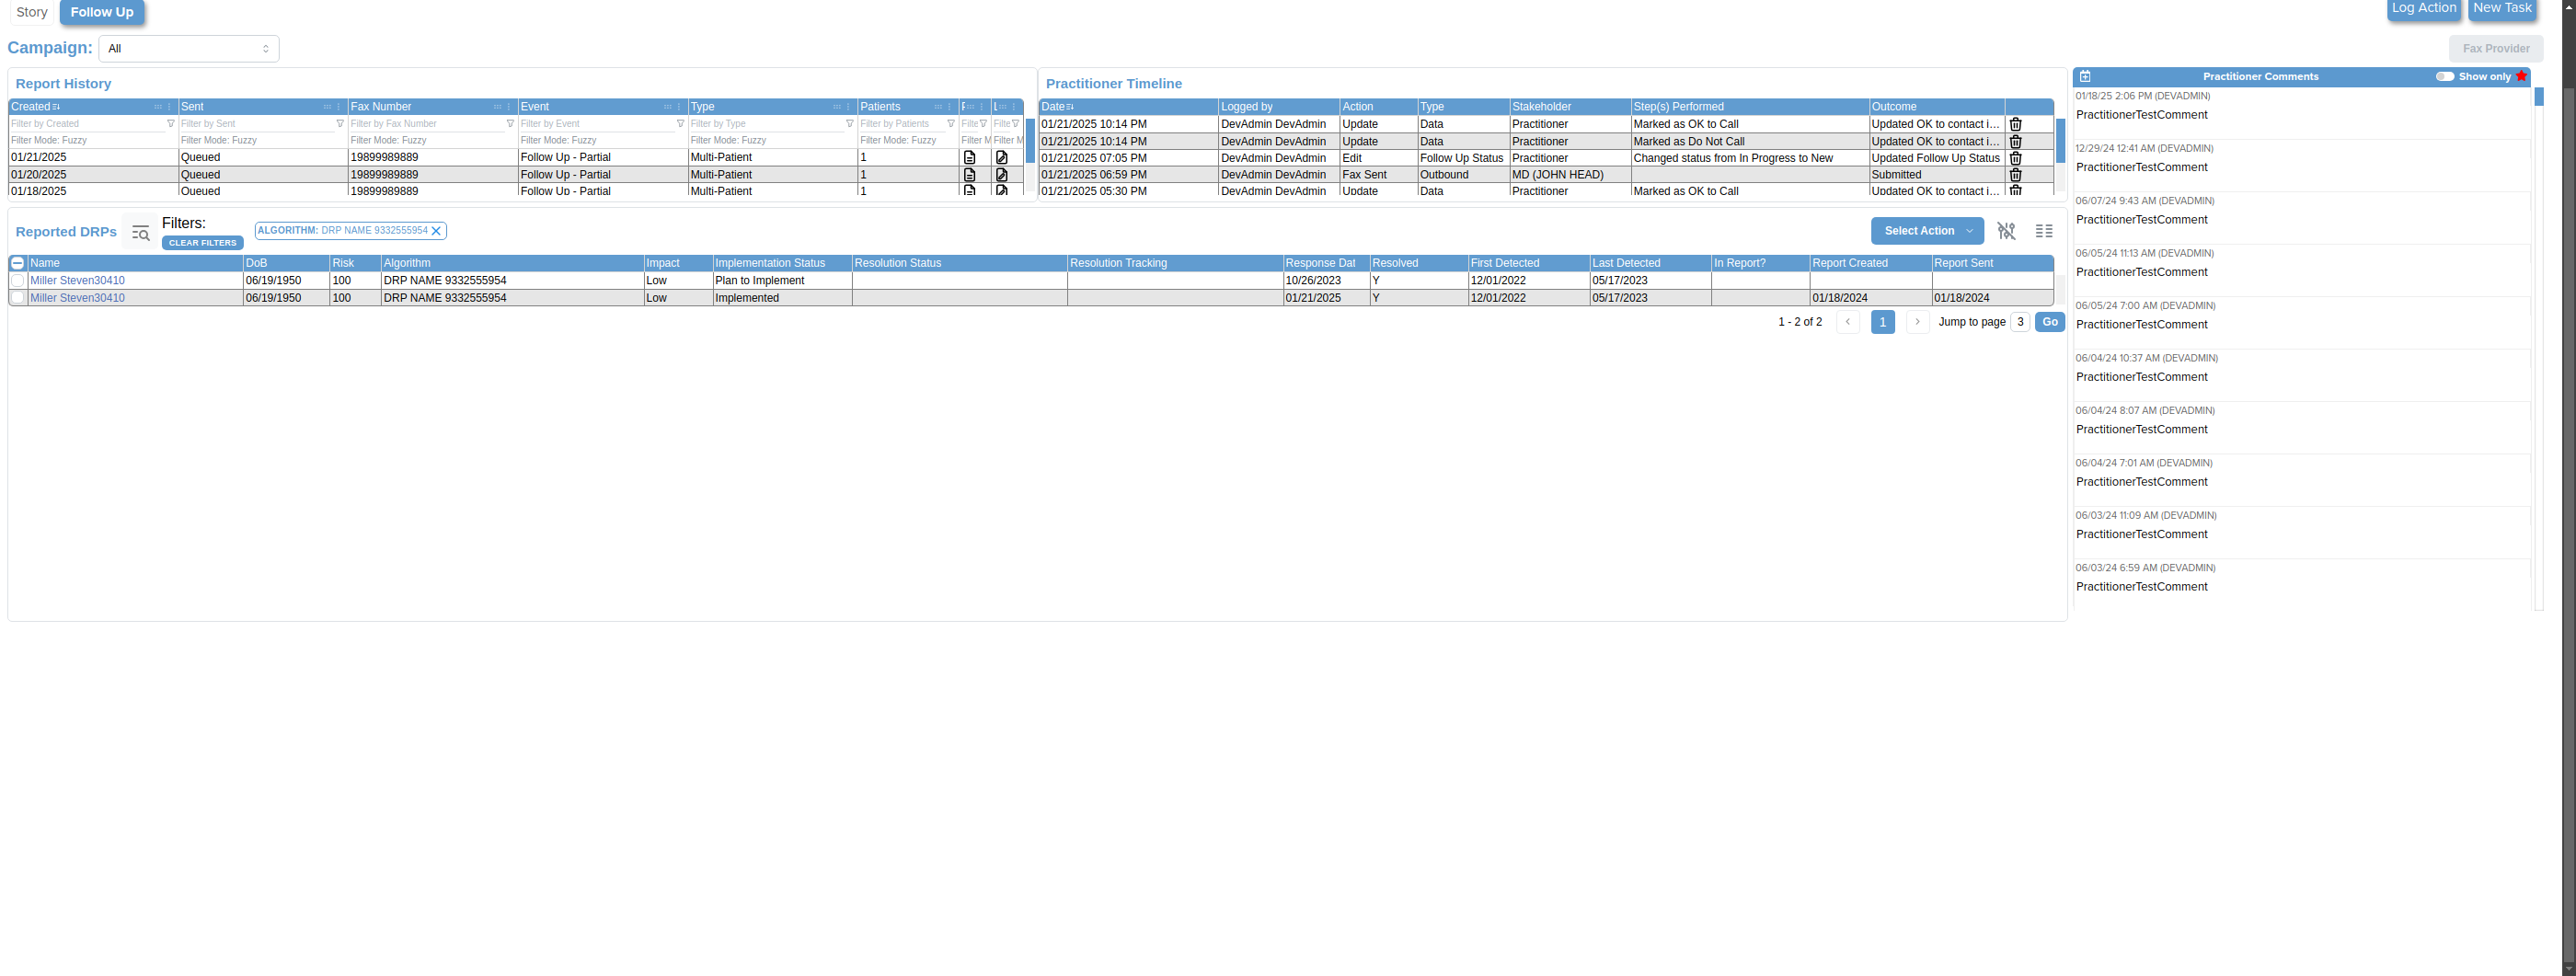 Story Follow Up Log Action New Task
Campaign: All Fax Provider
Report History
Created Sent Fax Number Event Type Patients
Filter by Created Filter by Sent Filter by Fax Number Filter by Event Filter by Type Filter by Patients Filte Filte
Filter Mode: Fuzzy Filter Mode: Fuzzy Filter Mode: Fuzzy Filter Mode: Fuzzy Filter Mode: Fuzzy Filter Mode: Fuzzy Filter M Filter M
01/21/2025 Queued 19899989889 Follow Up - Partial Multi-Patient 1
01/20/2025 Queued 19899989889 Follow Up - Partial Multi-Patient 1
01/18/2025 Queued 19899989889 Follow Up - Partial Multi-Patient 1
Practitioner Timeline
Date Logged by Action Type Stakeholder Step(s) Performed Outcome
01/21/2025 10:14 PM DevAdmin DevAdmin Update Data Practitioner Marked as OK to Call Updated OK to contact i...
01/21/2025 10:14 PM DevAdmin DevAdmin Update Data Practitioner Marked as Do Not Call Updated OK to contact i...
01/21/2025 07:05 PM DevAdmin DevAdmin Edit Follow Up Status Practitioner Changed status from In Progress to New Updated Follow Up Status
01/21/2025 06:59 PM DevAdmin DevAdmin Fax Sent Outbound MD (JOHN HEAD) Submitted
01/21/2025 05:30 PM DevAdmin DevAdmin Update Data Practitioner Marked as OK to Call Updated OK to contact i...
Reported DRPs Filters:
CLEAR FILTERS
ALGORITHM: DRP NAME 9332555954
Select Action
Name DoB Risk Algorithm Impact Implementation Status Resolution Status Resolution Tracking Response Dat Resolved First Detected Last Detected In Report? Report Created Report Sent
Miller Steven30410 06/19/1950 100 DRP NAME 9332555954 Low Plan to Implement 10/26/2023 Y 12/01/2022 05/17/2023
Miller Steven30410 06/19/1950 100 DRP NAME 9332555954 Low Implemented 01/21/2025 Y 12/01/2022 05/17/2023 01/18/2024 01/18/2024
1 - 2 of 2 1 Jump to page 3 Go
Practitioner Comments Show only
01/18/25 2:06 PM (DEVADMIN)
PractitionerTestComment
12/29/24 12:41 AM (DEVADMIN)
PractitionerTestComment
06/07/24 9:43 AM (DEVADMIN)
PractitionerTestComment
06/05/24 11:13 AM (DEVADMIN)
PractitionerTestComment
06/05/24 7:00 AM (DEVADMIN)
PractitionerTestComment
06/04/24 10:37 AM (DEVADMIN)
PractitionerTestComment
06/04/24 8:07 AM (DEVADMIN)
PractitionerTestComment
06/04/24 7:01 AM (DEVADMIN)
PractitionerTestComment
06/03/24 11:09 AM (DEVADMIN)
PractitionerTestComment
06/03/24 6:59 AM (DEVADMIN)
PractitionerTestComment